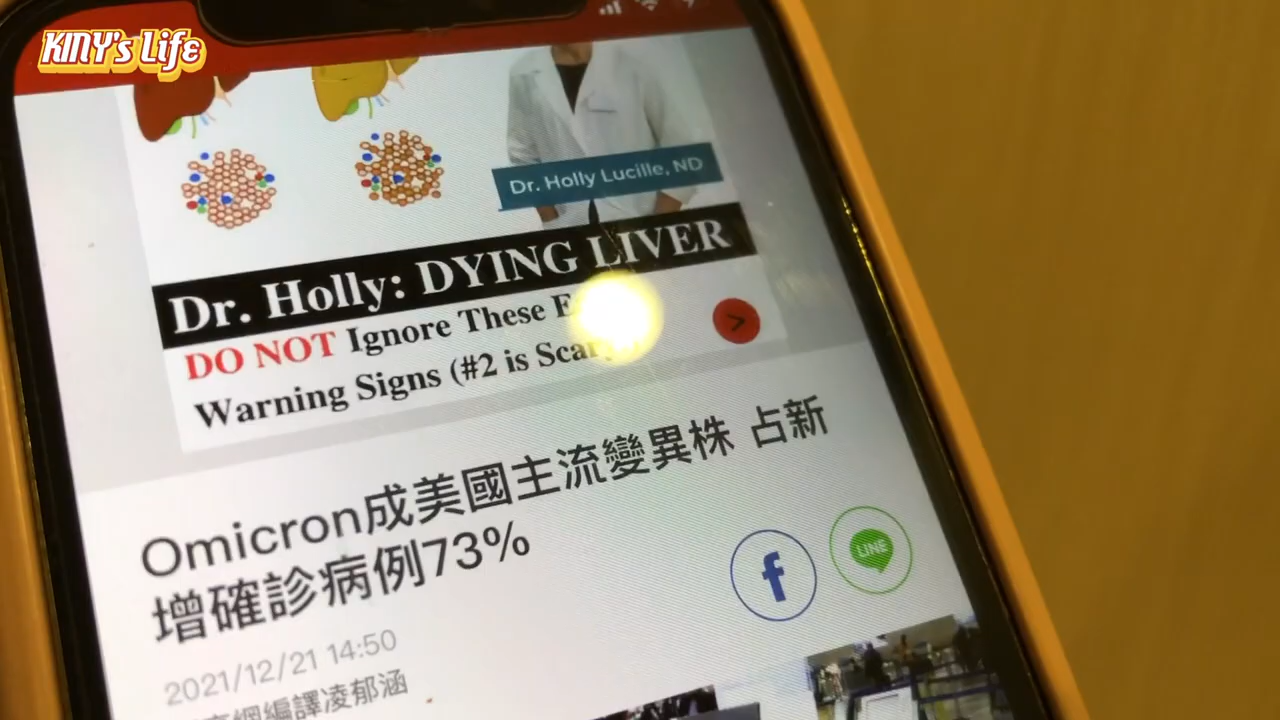 KINY's Life
Dr. Holly Lucille, ND
Dr. Holly: DYING LIVER
DO NOT Ignore These
Warning Signs (#2 is
Omicron成美國主流變異株 占新
增確診病例73%
LINE
2021/12/21 14:50
網編譯凌郁涵